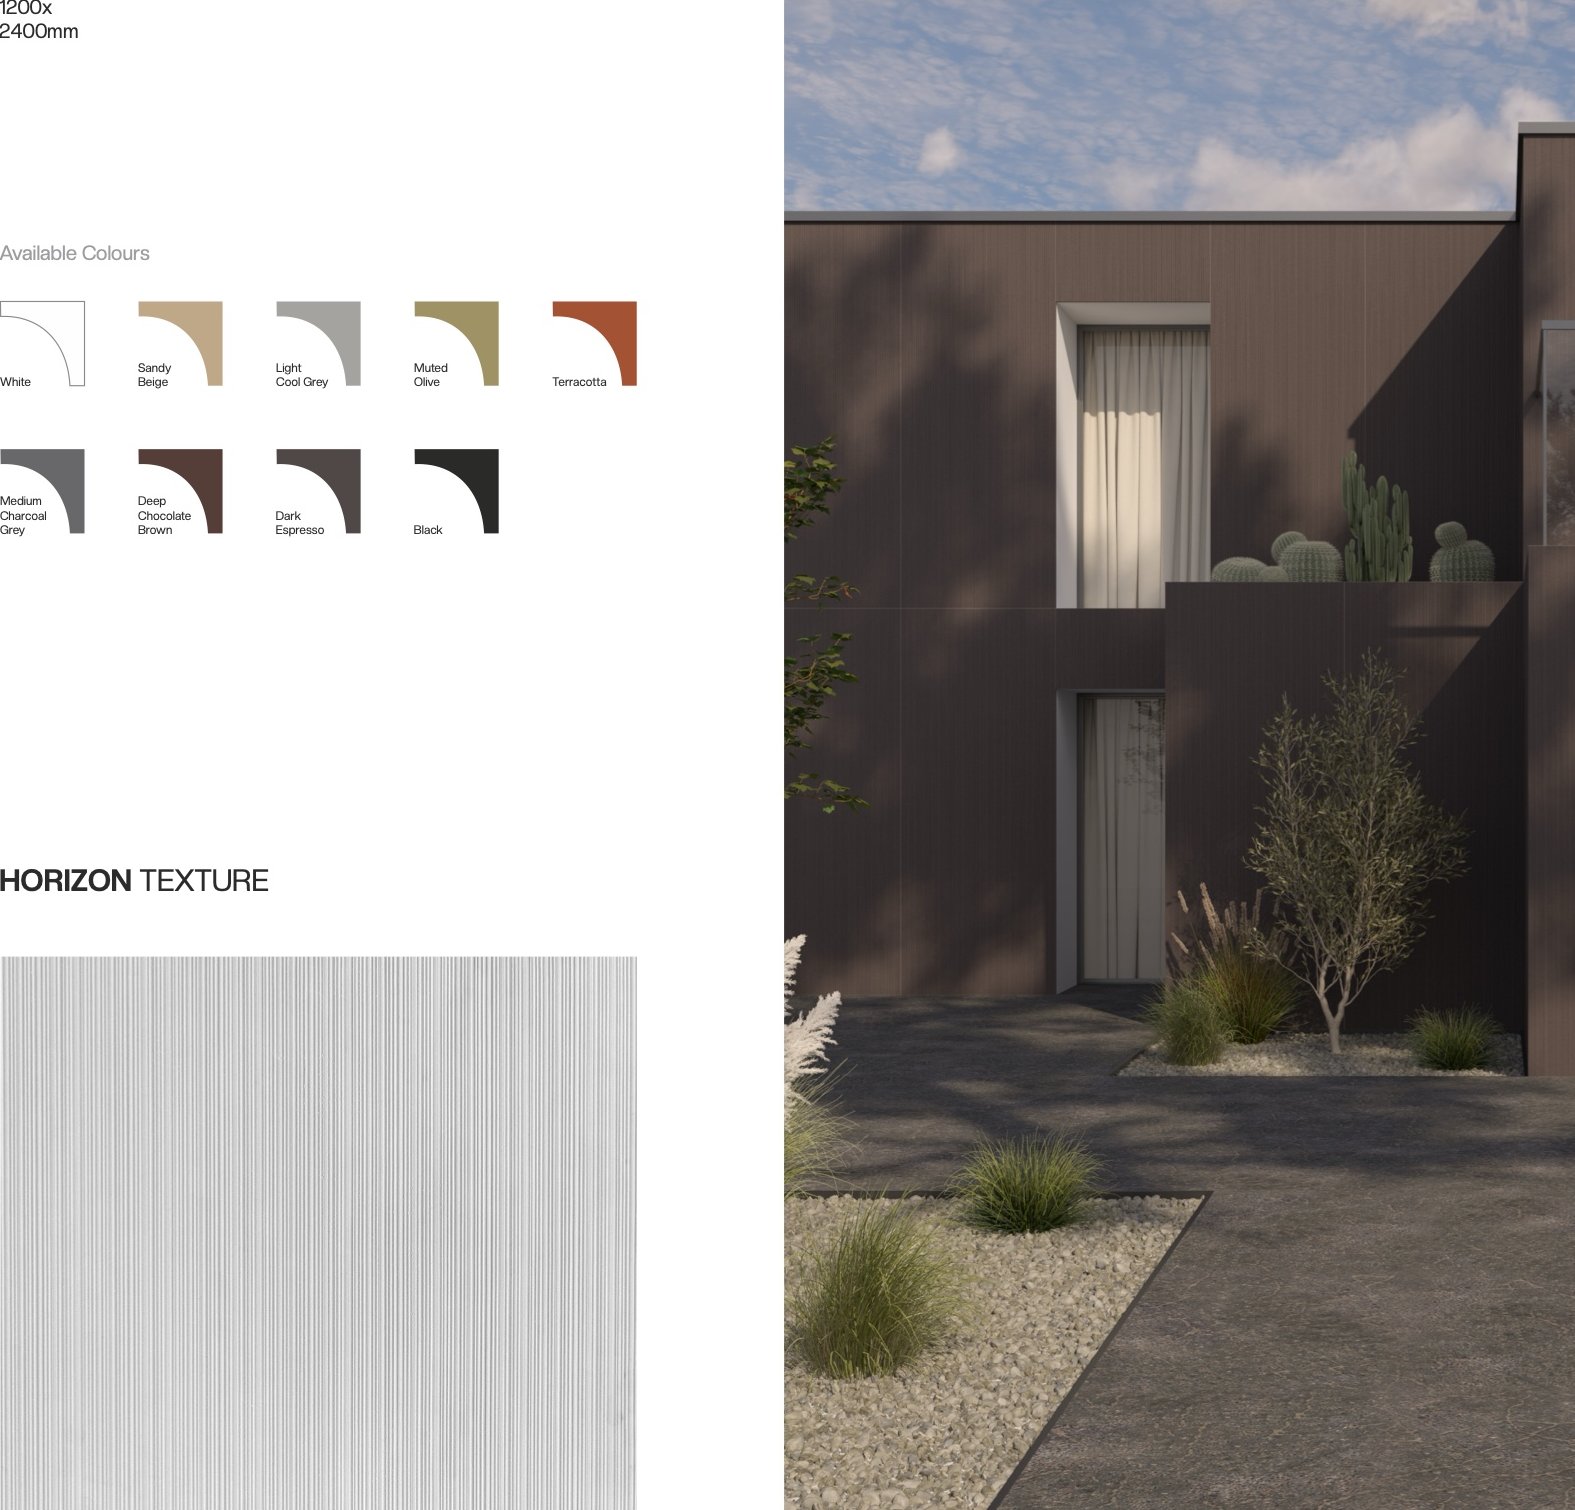 1200x
2400mm
Available Colours
White
Sandy
Beige
Light
Cool Grey
Muted
Olive
Terracotta
Medium
Charcoal
Grey
Deep
Chocolate
Brown
Dark
Espresso
Black
HORIZON TEXTURE